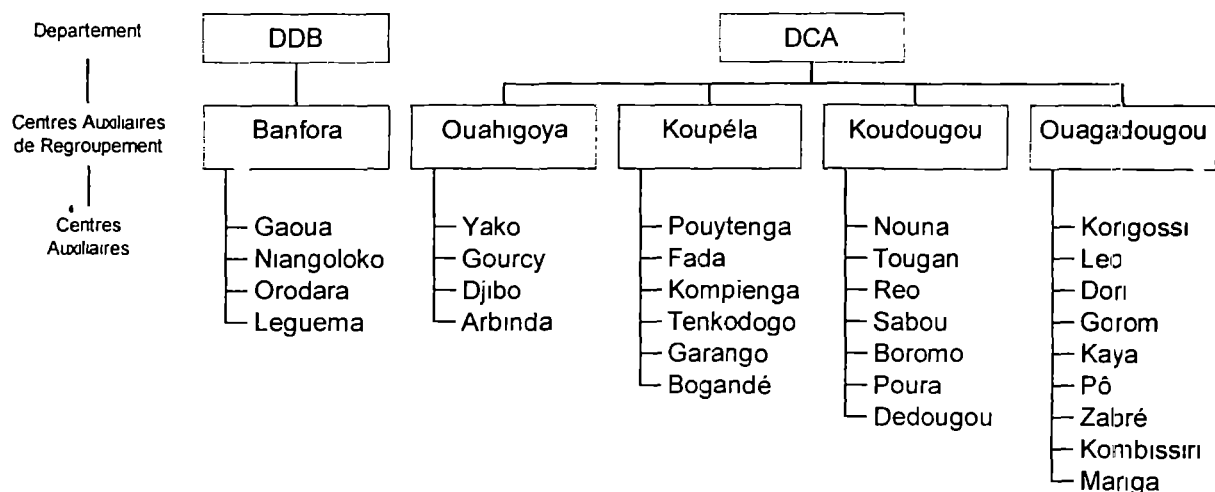 Departement
DDB
DCA
Centres Auxiliaires
de Regroupement
Banfora
Ouahigoya
Koupéla
Koudougou
Ouagadougou
Centres
Auxiliaires
Gaoua
Niangoloko
Orodara
Leguema
Yako
Gourcy
Djibo
Arbinda
Pouytenga
Fada
Kompienga
Tenkodogo
Garango
Bogandé
Nouna
Tougan
Reo
Sabou
Boromo
Poura
Dedougou
Korigossi
Leo
Dori
Gorom
Kaya
Pô
Zabré
Kombissiri
Manga